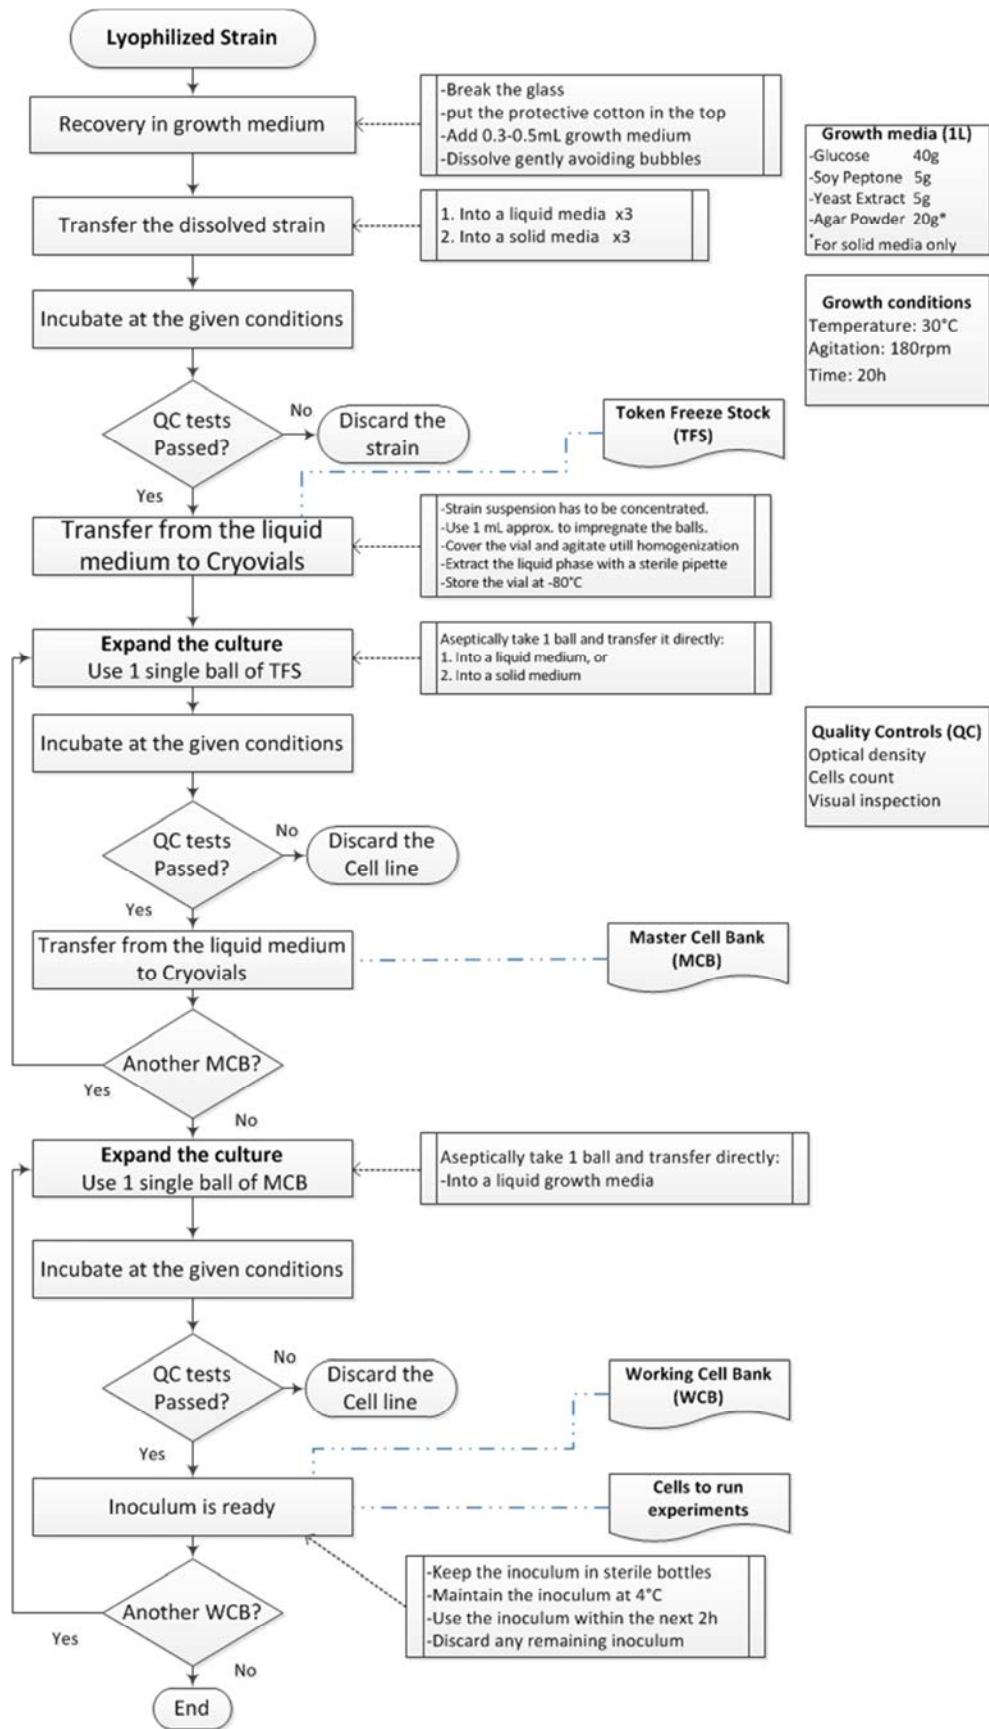 Lyophilized Strain
Recovery in growth medium
-Break the glass
-put the protective cotton in the top
-Add 0.3-0.5mL growth medium
-Dissolve gently avoiding bubbles
Growth media (1L)
-Glucose 40g
-Soy Peptone 5g
-Yeast Extract 5g
-Agar Powder 20g*
*For solid media only
Transfer the dissolved strain
1. Into a liquid media x3
2. Into a solid media x3
Incubate at the given conditions
Growth conditions
Temperature: 30°C
Agitation: 180rpm
Time: 20h
QC tests
Passed?
No
Discard the
strain
Token Freeze Stock
(TFS)
Yes
Transfer from the liquid
medium to Cryovials
-Strain suspension has to be concentrated.
-Use 1 mL approx. to impregnate the balls.
-Cover the vial and agitate utill homogenization
-Extract the liquid phase with a sterile pipette
-Store the vial at -80°C
Expand the culture
Use 1 single ball of TFS
Aseptically take 1 ball and transfer it directly:
1. Into a liquid medium, or
2. Into a solid medium
Incubate at the given conditions
Quality Controls (QC)
Optical density
Cells count
Visual inspection
QC tests
Passed?
No
Discard the
Cell line
Yes
Transfer from the liquid medium
to Cryovials
Master Cell Bank
(MCB)
Another MCB?
Yes
No
Expand the culture
Use 1 single ball of MCB
Aseptically take 1 ball and transfer directly:
-Into a liquid growth media
Incubate at the given conditions
QC tests
Passed?
No
Discard the
Cell line
Working Cell Bank
(WCB)
Yes
Inoculum is ready
Cells to run
experiments
-Keep the inoculum in sterile bottles
-Maintain the inoculum at 4°C
-Use the inoculum within the next 2h
-Discard any remaining inoculum
Another WCB?
Yes
No
End